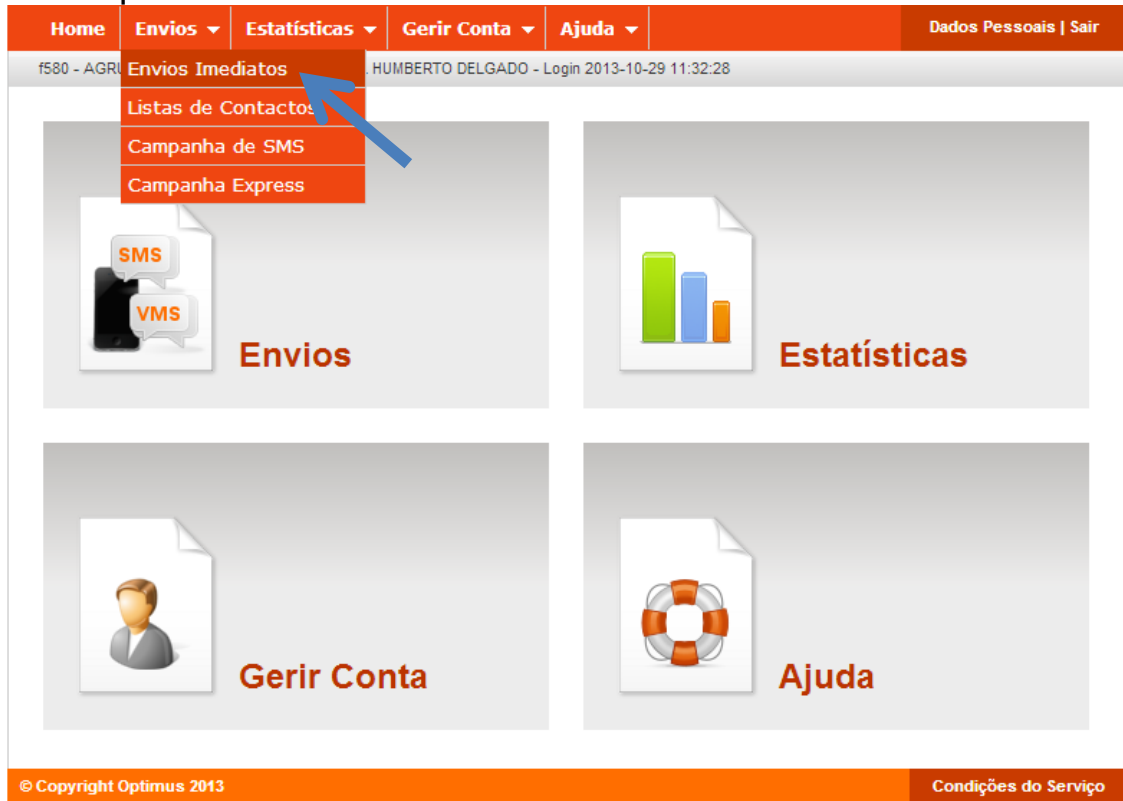 Home Envios Estatísticas Gerir Conta Ajuda Dados Pessoais | Sair
f580 - AGRU HUMBERTO DELGADO - Login 2013-10-29 11:32:28
Envios Imediatos
Listas de Contactos
Campanha de SMS
Campanha Express
SMS
VMS
Envios
Estatísticas
Gerir Conta
Ajuda
© Copyright Optimus 2013 Condições do Serviço